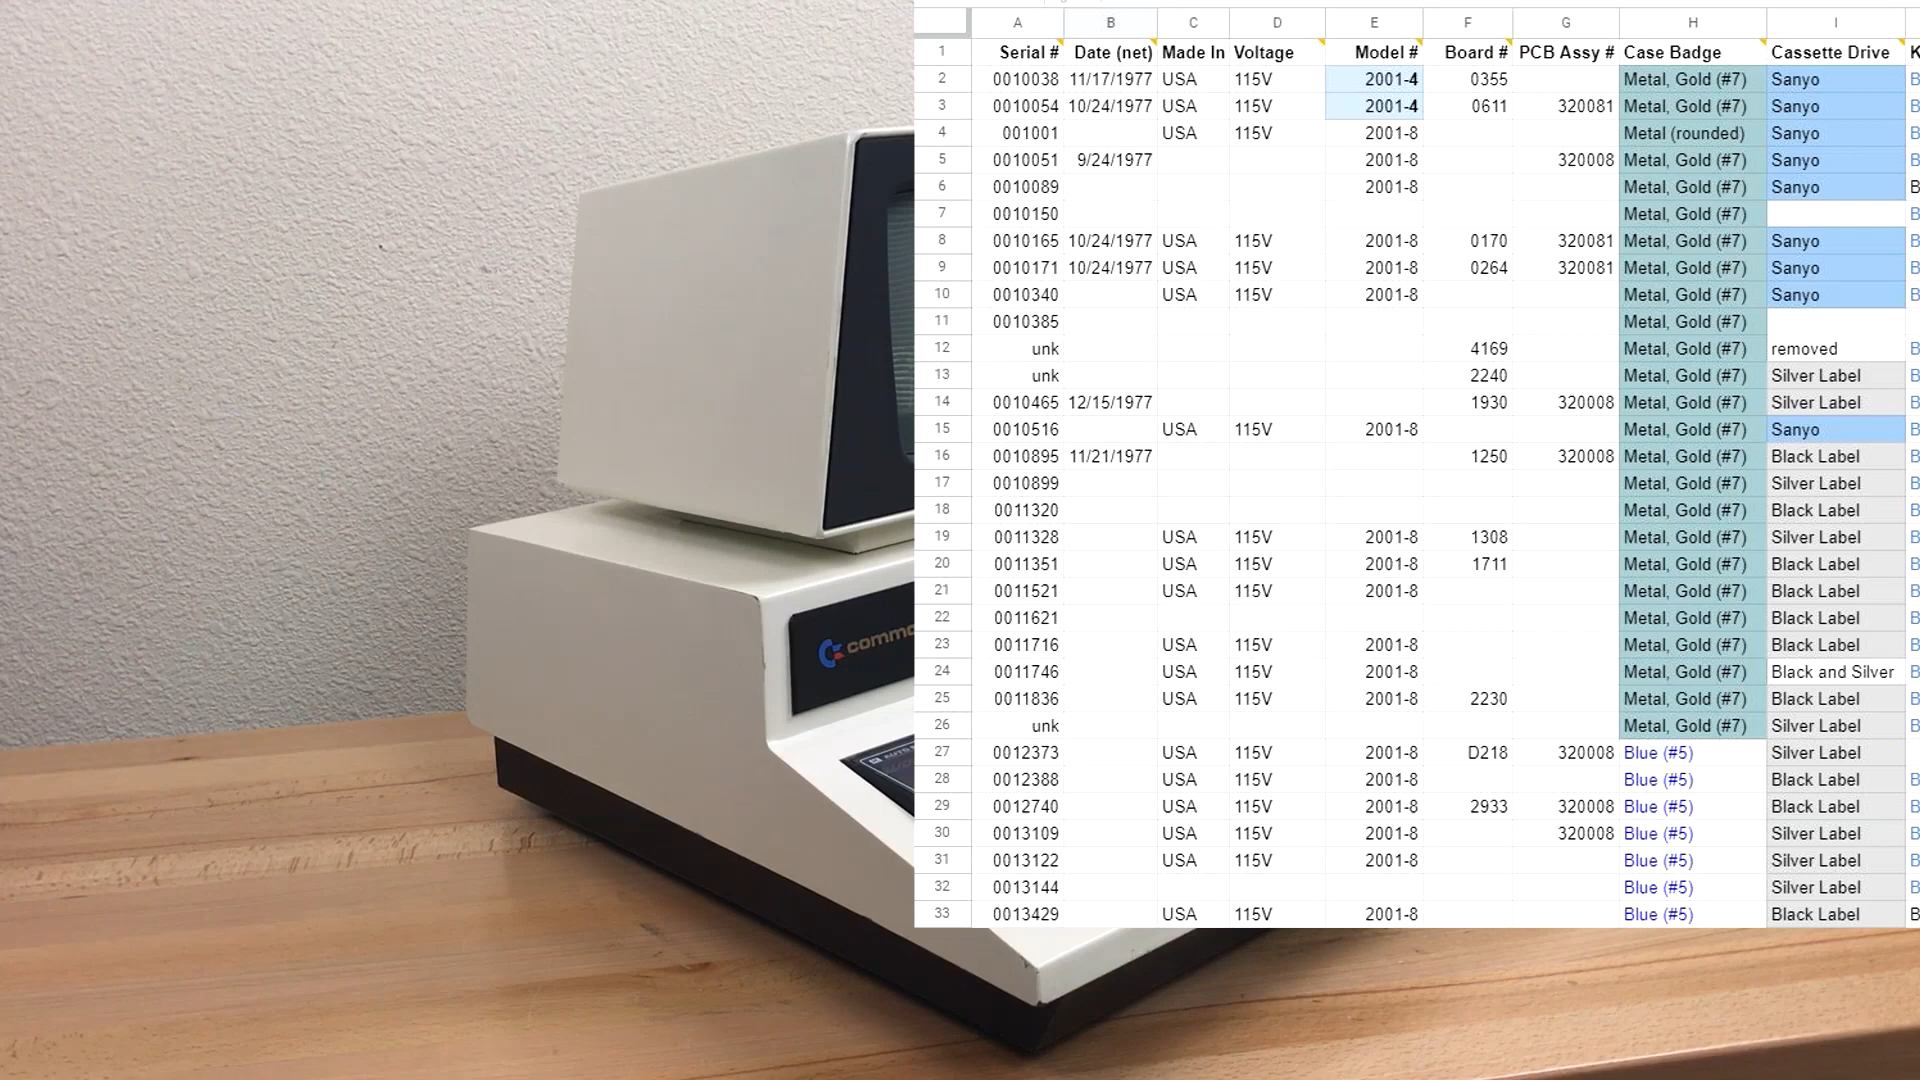 A B C D E F G H I
1 Serial # Date (net) Made In Voltage Model # Board # PCB Assy # Case Badge Cassette Drive K
2 0010038 11/17/1977 USA 115V 2001-4 0355 Metal, Gold (#7) Sanyo B
3 0010054 10/24/1977 USA 115V 2001-4 0611 320081 Metal, Gold (#7) Sanyo B
4 001001 USA 115V 2001-8 Metal (rounded) Sanyo B
5 0010051 9/24/1977 2001-8 320008 Metal, Gold (#7) Sanyo B
6 0010089 2001-8 Metal, Gold (#7) Sanyo B
7 0010150 Metal, Gold (#7) B
8 0010165 10/24/1977 USA 115V 2001-8 0170 320081 Metal, Gold (#7) Sanyo B
9 0010171 10/24/1977 USA 115V 2001-8 0264 320081 Metal, Gold (#7) Sanyo B
10 0010340 USA 115V 2001-8 Metal, Gold (#7) Sanyo B
11 0010385 Metal, Gold (#7)
12 unk 4169 Metal, Gold (#7) removed B
13 unk 2240 Metal, Gold (#7) Silver Label B
14 0010465 12/15/1977 1930 320008 Metal, Gold (#7) Silver Label B
15 0010516 USA 115V 2001-8 Metal, Gold (#7) Sanyo B
16 0010895 11/21/1977 1250 320008 Metal, Gold (#7) Black Label B
17 0010899 Metal, Gold (#7) Silver Label B
18 0011320 Metal, Gold (#7) Black Label B
19 0011328 USA 115V 2001-8 1308 Metal, Gold (#7) Silver Label B
20 0011351 USA 115V 2001-8 1711 Metal, Gold (#7) Black Label B
21 0011521 USA 115V 2001-8 Metal, Gold (#7) Black Label B
22 0011621 Metal, Gold (#7) Black Label B
23 0011716 USA 115V 2001-8 Metal, Gold (#7) Black Label B
24 0011746 USA 115V 2001-8 Metal, Gold (#7) Black and Silver B
25 0011836 USA 115V 2001-8 2230 Metal, Gold (#7) Black Label B
26 unk Metal, Gold (#7) Silver Label B
27 0012373 USA 115V 2001-8 D218 320008 Blue (#5) Silver Label
28 0012388 USA 115V 2001-8 Blue (#5) Black Label B
29 0012740 USA 115V 2001-8 2933 320008 Blue (#5) Black Label B
30 0013109 USA 115V 2001-8 320008 Blue (#5) Silver Label B
31 0013122 USA 115V 2001-8 Blue (#5) Silver Label B
32 0013144 Blue (#5) Silver Label B
33 0013429 USA 115V 2001-8 Blue (#5) Black Label B
commo